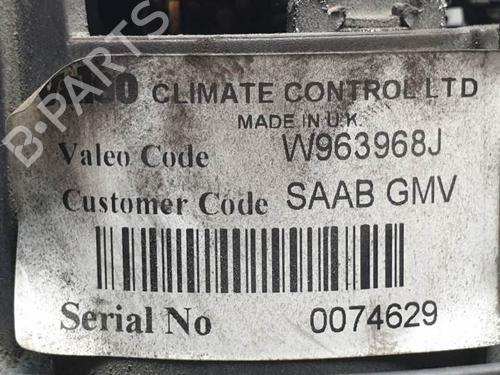 B-PARTS
CLIMATE CONTROL LTD
MADE IN U.K
Valeo Code W963968J
Customer Code SAAB GMV
Serial No 0074629